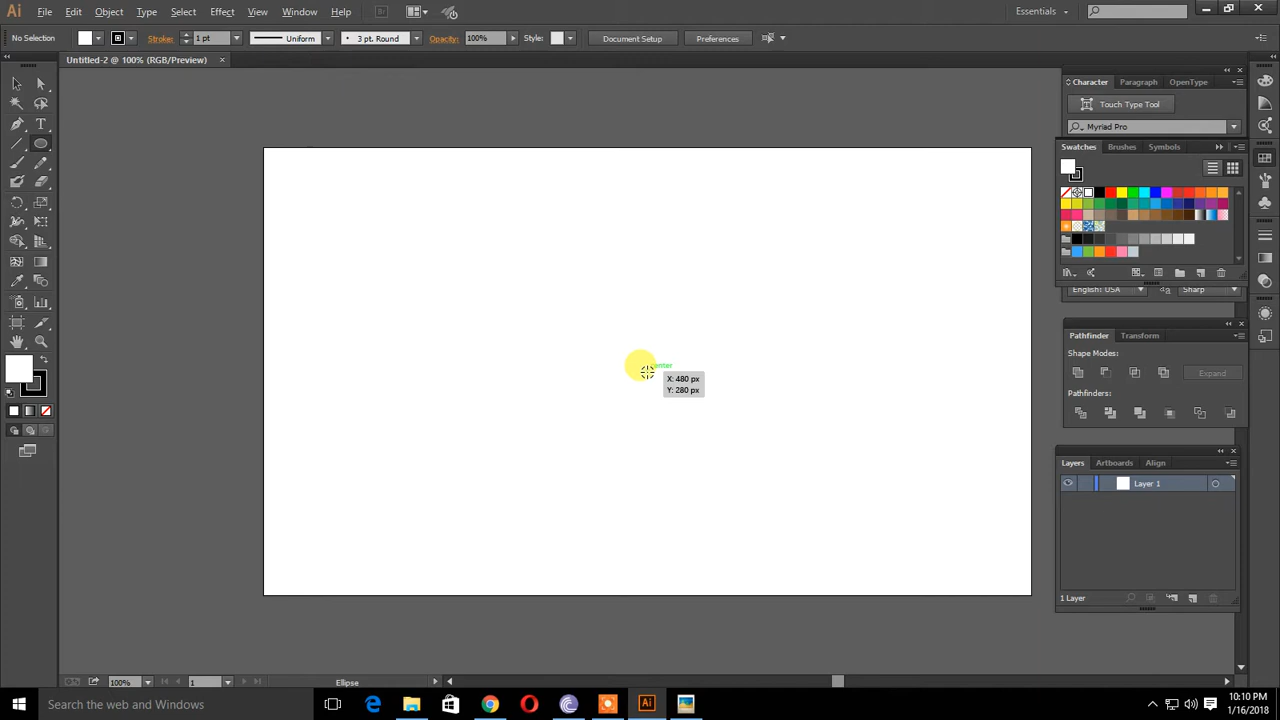 Ai File Edit Object Type Select Effect View Window Help Br Essentials
No Selection Stroke: 1 pt Uniform 3 pt. Round Opacity: 100% Style: Document Setup Preferences
Untitled-2 @ 100% (RGB/Preview) ×
Character Paragraph OpenType
Touch Type Tool
Myriad Pro
Swatches Brushes Symbols
English: USA Sharp
Pathfinder Transform
Shape Modes:
Expand
Pathfinders:
X: 480 px
Y: 280 px
Layers Artboards Align
Layer 1
1 Layer
100% 1 Ellipse
Search the web and Windows
10:10 PM
1/16/2018